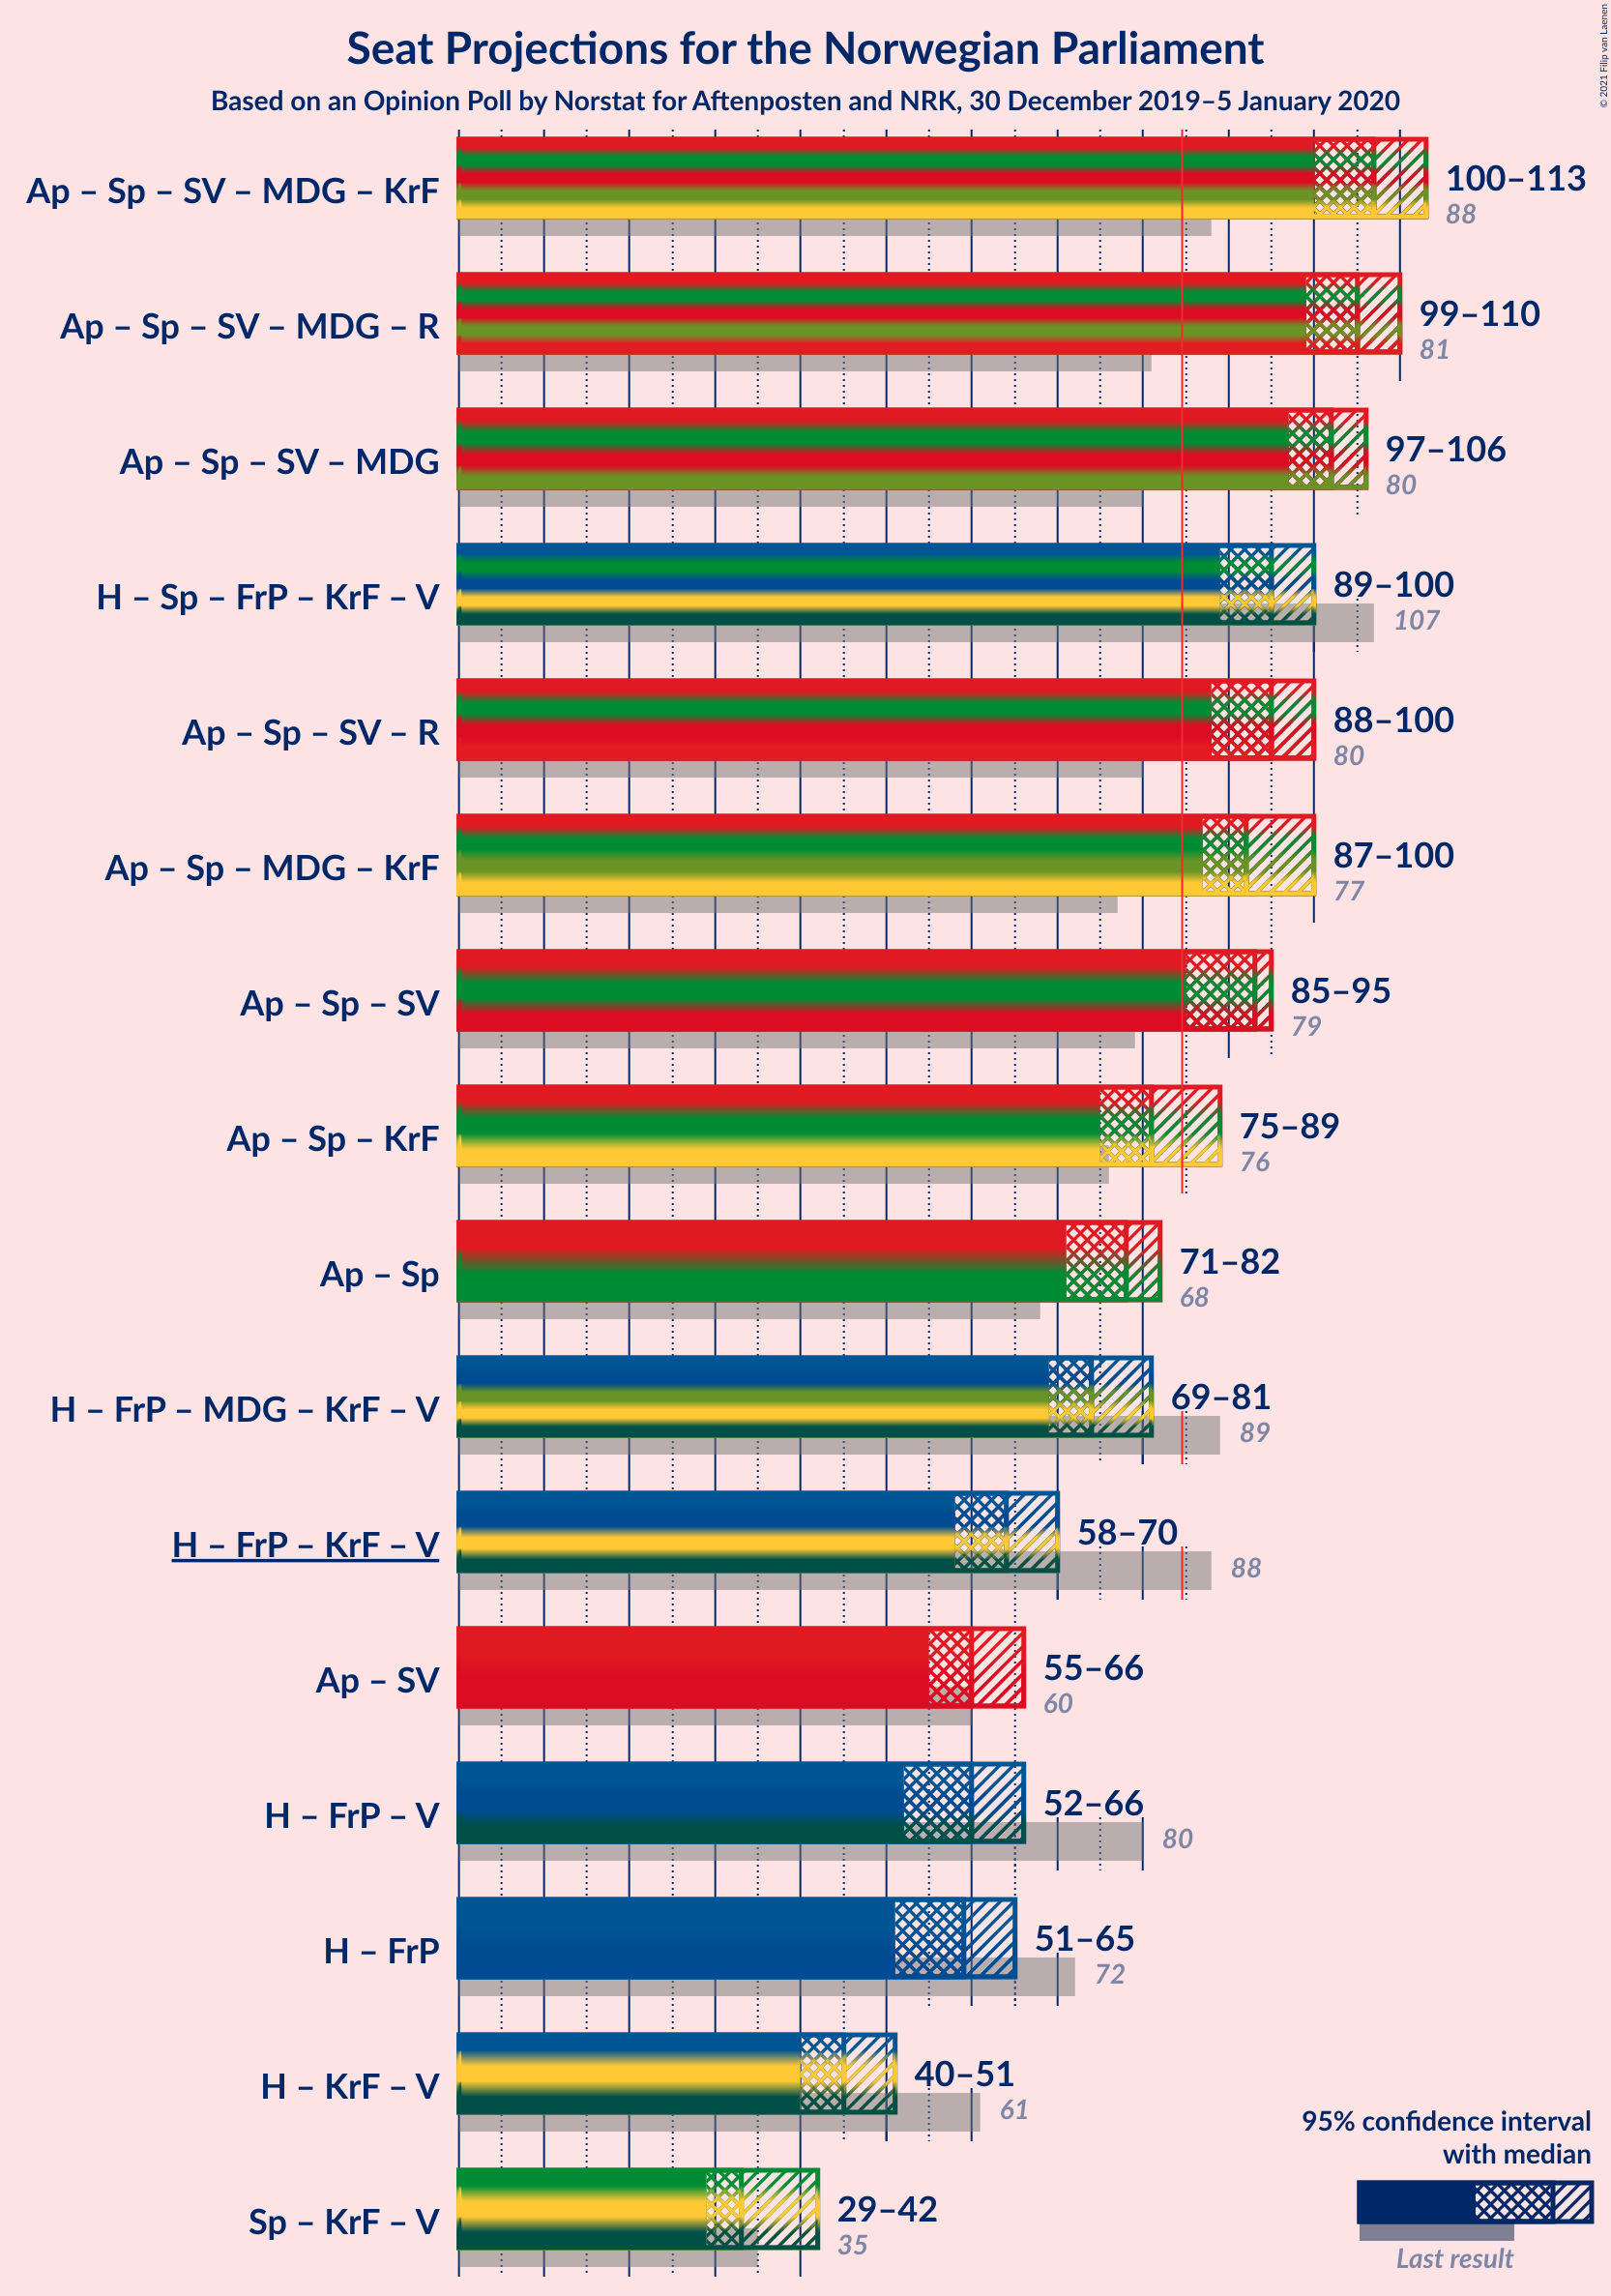 Seat Projections for the Norwegian Parliament
Based on an Opinion Poll by Norstat for Aftenposten and NRK, 30 December 2019–5 January 2020
© 2021 Filip van Laenen
Ap – Sp – SV – MDG – KrF
100–113
88
Ap – Sp – SV – MDG – R
99–110
81
Ap – Sp – SV – MDG
97–106
80
H – Sp – FrP – KrF – V
89–100
107
Ap – Sp – SV – R
88–100
80
Ap – Sp – MDG – KrF
87–100
77
Ap – Sp – SV
85–95
79
Ap – Sp – KrF
75–89
76
Ap – Sp
71–82
68
H – FrP – MDG – KrF – V
69–81
89
H – FrP – KrF – V
58–70
88
Ap – SV
55–66
60
H – FrP – V
52–66
80
H – FrP
51–65
72
H – KrF – V
40–51
61
Sp – KrF – V
29–42
35
95% confidence interval
with median
Last result